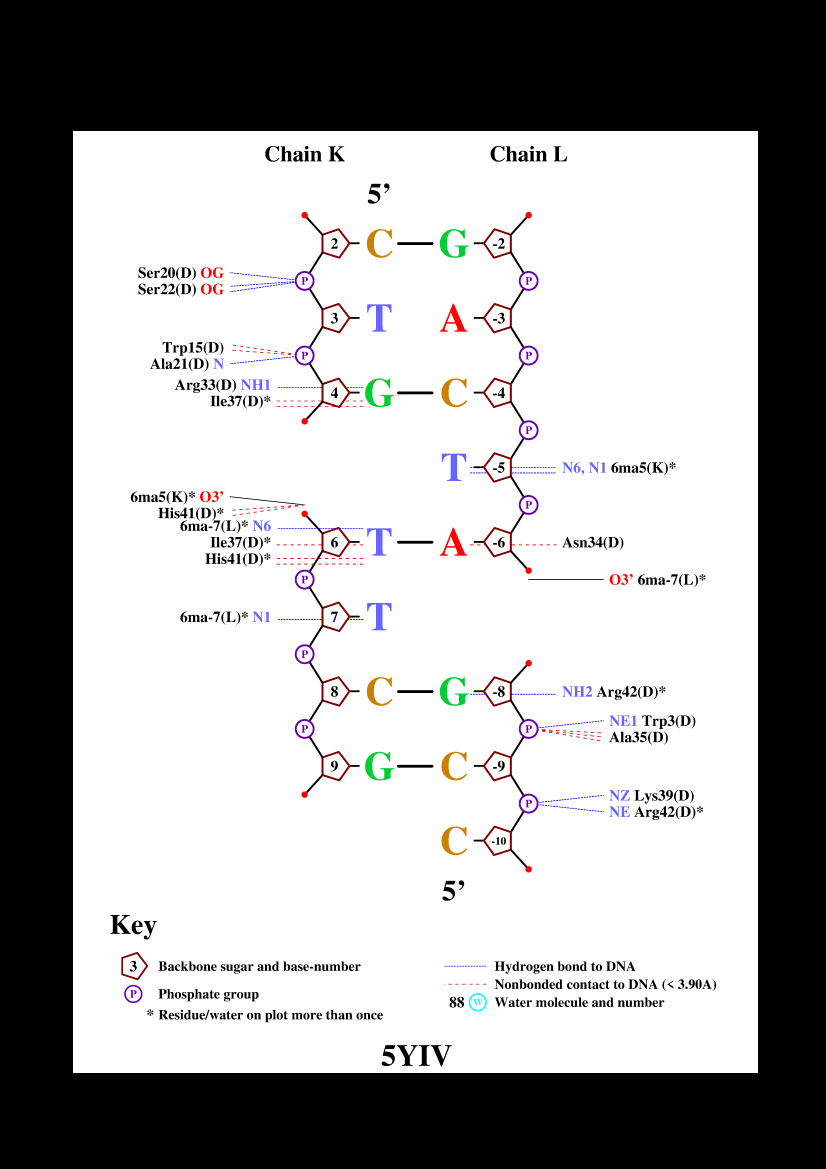 Chain K Chain L
5’
2 C G -2
Ser20(D) OG
P P
Ser22(D) OG
3 T A -3
Trp15(D)
P P
Ala21(D) N
Arg33(D) NH1
4 G C -4
Ile37(D)*
P
T -5 N6, N1 6ma5(K)*
6ma5(K)* O3’
P
His41(D)*
6ma-7(L)* N6
Ile37(D)* 6 T A -6 Asn34(D)
His41(D)*
P O3’ 6ma-7(L)*
6ma-7(L)* N1 7 T
P
8 C G -8 NH2 Arg42(D)*
NE1 Trp3(D)
P P
Ala35(D)
9 G C -9
NZ Lys39(D)
P
NE Arg42(D)*
C -10
5’
Key
3 Backbone sugar and base-number Hydrogen bond to DNA
Nonbonded contact to DNA (< 3.90A)
P Phosphate group
88 W Water molecule and number
* Residue/water on plot more than once
5YIV